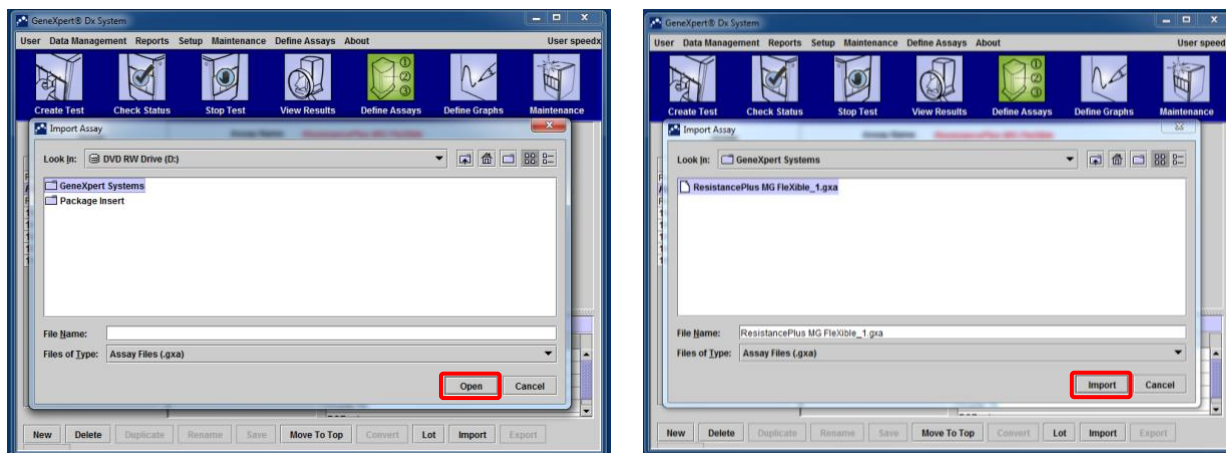 GeneXpert® Dx System
User Data Management Reports Setup Maintenance Define Assays About User speedx
Create Test Check Status Stop Test View Results Define Assays Define Graphs Maintenance
Import Assay
Look In: DVD RW Drive (D:)
GeneXpert Systems
Package Insert
File Name:
Files of Type: Assay Files (.gxa)
Open Cancel
New Delete Duplicate Rename Save Move To Top Convert Lot Import Export
GeneXpert® Dx System
User Data Management Reports Setup Maintenance Define Assays About User speed
Create Test Check Status Stop Test View Results Define Assays Define Graphs Maintenance
Import Assay
Look In: GeneXpert Systems
ResistancePlus MG FleXible_1.gxa
File Name: ResistancePlus MG FleXible_1.gxa
Files of Type: Assay Files (.gxa)
Import Cancel
New Delete Duplicate Rename Save Move To Top Convert Lot Import Export